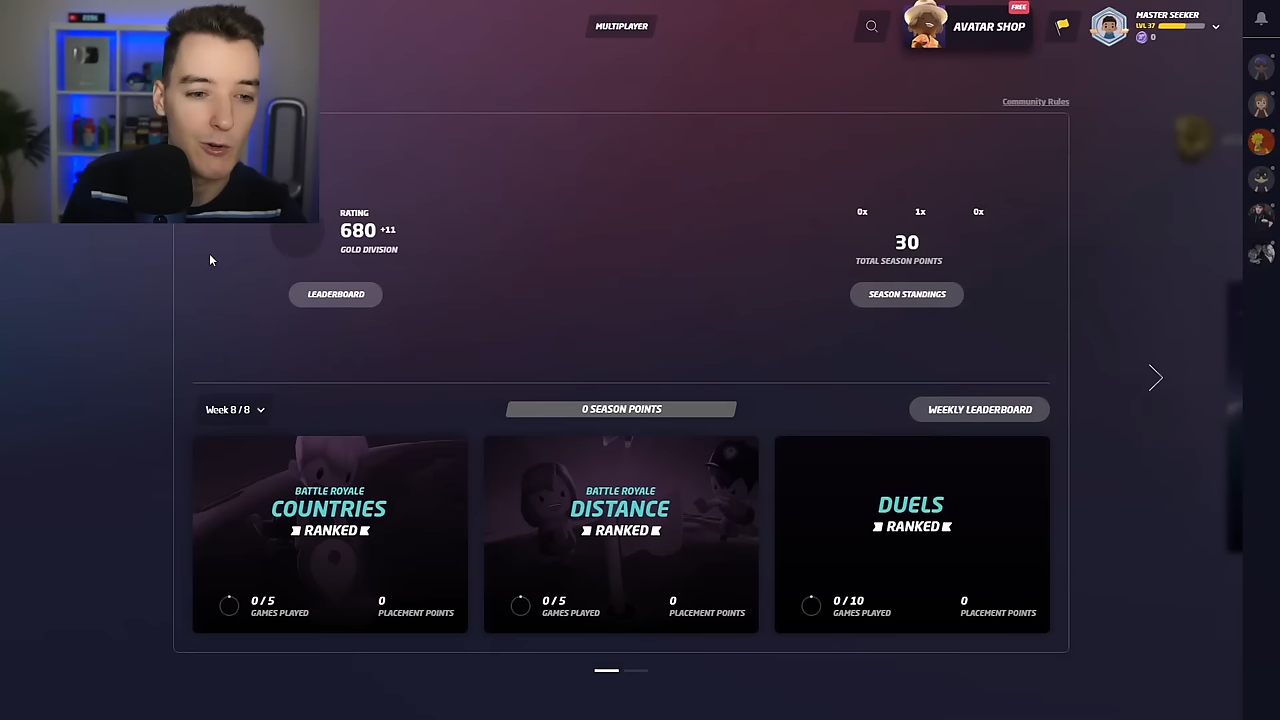 MULTIPLAYER
FREE
AVATAR SHOP
MASTER SEEKER
LVL 37
0
Community Rules
RATING
680 +11
GOLD DIVISION
LEADERBOARD
0x
1x
0x
30
TOTAL SEASON POINTS
SEASON STANDINGS
Week 8 / 8
0 SEASON POINTS
WEEKLY LEADERBOARD
BATTLE ROYALE
COUNTRIES
RANKED
0 / 5
GAMES PLAYED
0
PLACEMENT POINTS
BATTLE ROYALE
DISTANCE
RANKED
0 / 5
GAMES PLAYED
0
PLACEMENT POINTS
DUELS
RANKED
0 / 10
GAMES PLAYED
0
PLACEMENT POINTS